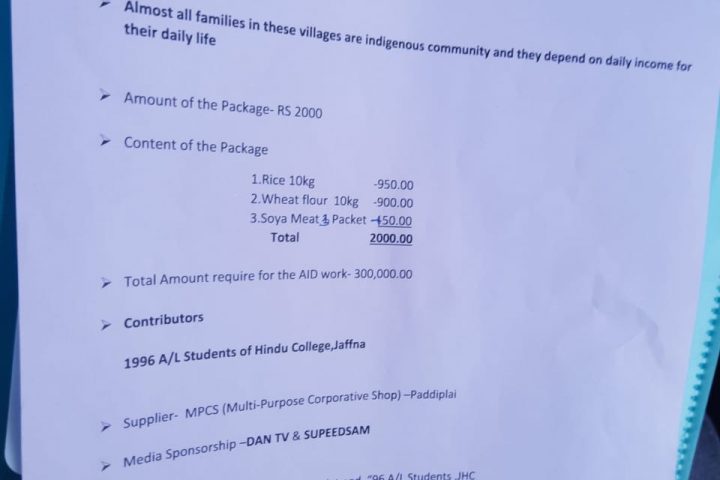 ➢ Almost all families in these villages are indigenous community and they depend on daily income for
their daily life
➢ Amount of the Package- RS 2000
➢ Content of the Package
1.Rice 10kg -950.00
2.Wheat flour 10kg -900.00
3.Soya Meat 3 Packet -150.00
Total 2000.00
➢ Total Amount require for the AID work- 300,000.00
➢ Contributors
1996 A/L Students of Hindu College,Jaffna
➢ Supplier- MPCS (Multi-Purpose Corporative Shop) –Paddiplai
➢ Media Sponsorship –DAN TV & SUPEEDSAM
"96 A/L Students JHC